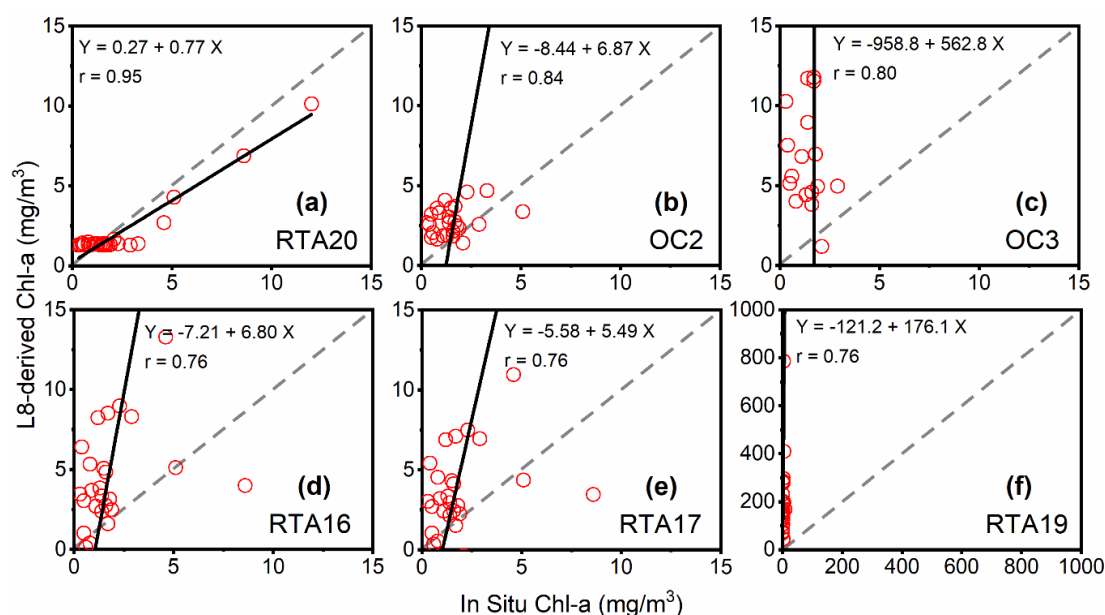 Y = 0.27 + 0.77 X
r = 0.95
(a)
RTA20
Y = -8.44 + 6.87 X
r = 0.84
(b)
OC2
Y = -958.8 + 562.8 X
r = 0.80
(c)
OC3
15
10
5
0
0 5 10 15
0 5 10 15
0 5 10 15
Y = -7.21 + 6.80 X
r = 0.76
(d)
RTA16
Y = -5.58 + 5.49 X
r = 0.76
(e)
RTA17
Y = -121.2 + 176.1 X
r = 0.76
(f)
RTA19
15
10
5
0
0 5 10 15
15
10
5
0
0 5 10 15
1000
800
600
400
200
0
0 200 400 600 800 1000
15
10
5
0
15
10
5
0
L8-derived Chl-a (mg/m³)
In Situ Chl-a (mg/m³)